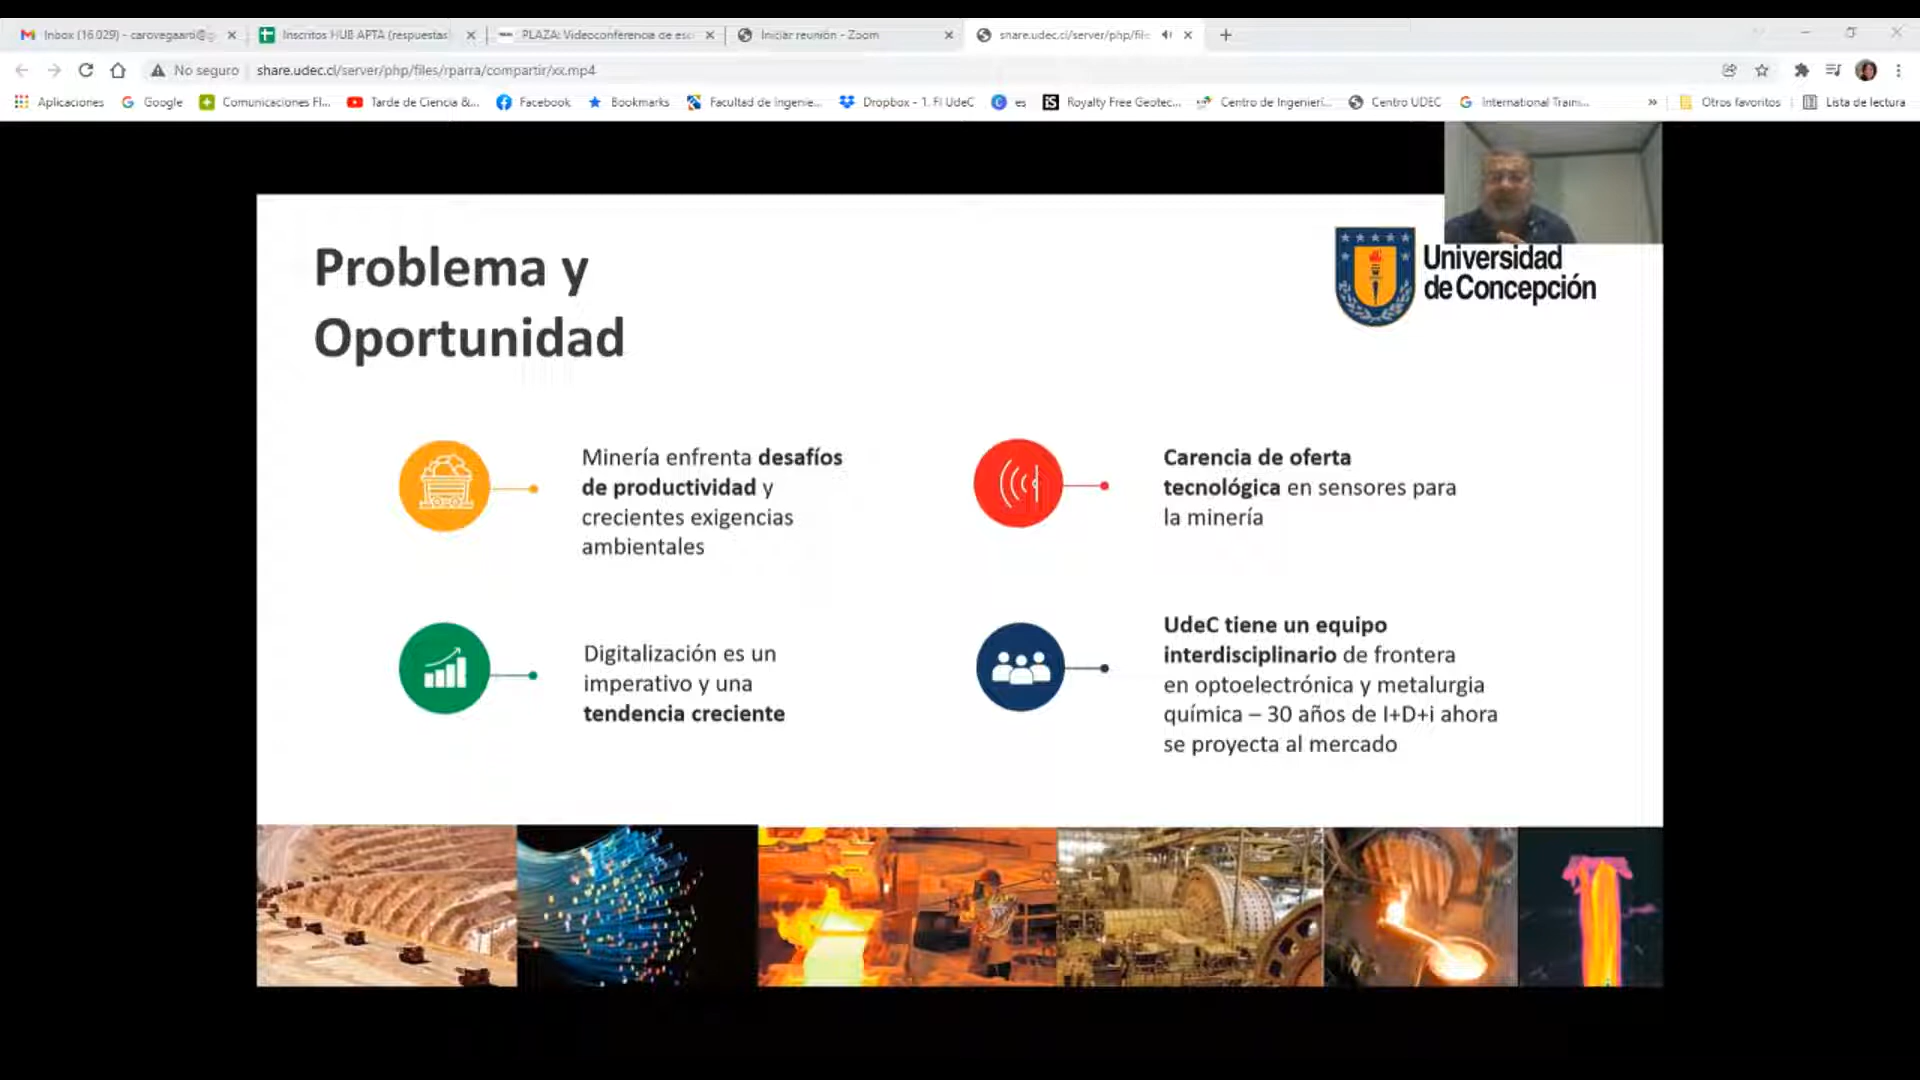 Inbox (16.029) - carovegaarti@g
Inscritos HUB APTA (respuestas
PLAZA: Videoconferencia de esc
Iniciar reunión - Zoom
share.udec.cl/server/php/file
No seguro
share.udec.cl/server/php/files/rparra/compartir/xx.mp4
Aplicaciones
Google
Comunicaciones FI...
Tarde de Ciencia &...
Facebook
Bookmarks
Facultad de Ingenie...
Dropbox - 1. FI UdeC
es
Royalty Free Geotec...
Centro de Ingenierí...
Centro UDEC
International Train...
»
Otros favoritos
Lista de lectura
Problema y
Oportunidad
Universidad
de Concepción
Minería enfrenta desafíos
de productividad y
crecientes exigencias
ambientales
Carencia de oferta
tecnológica en sensores para
la minería
Digitalización es un
imperativo y una
tendencia creciente
UdeC tiene un equipo
interdisciplinario de frontera
en optoelectrónica y metalurgia
química – 30 años de I+D+i ahora
se proyecta al mercado